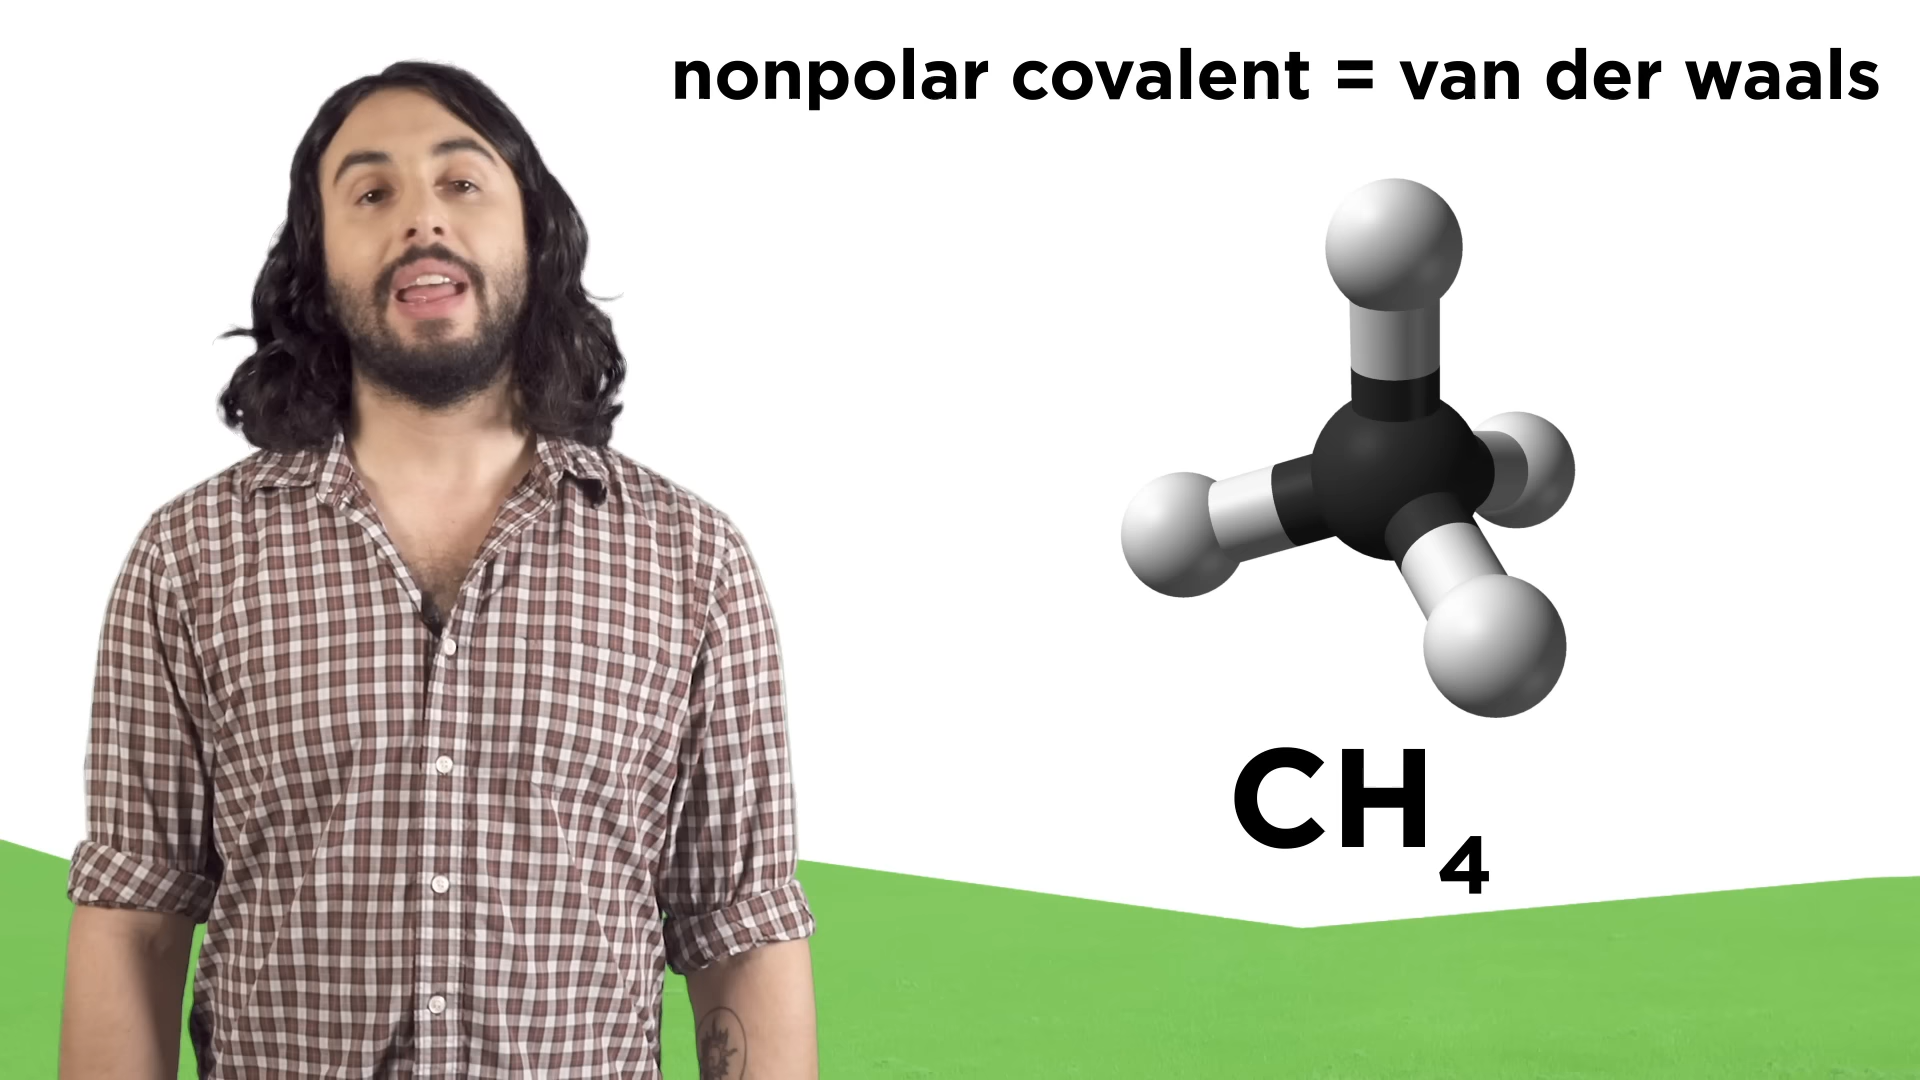 nonpolar covalent = van der waals
CH₄